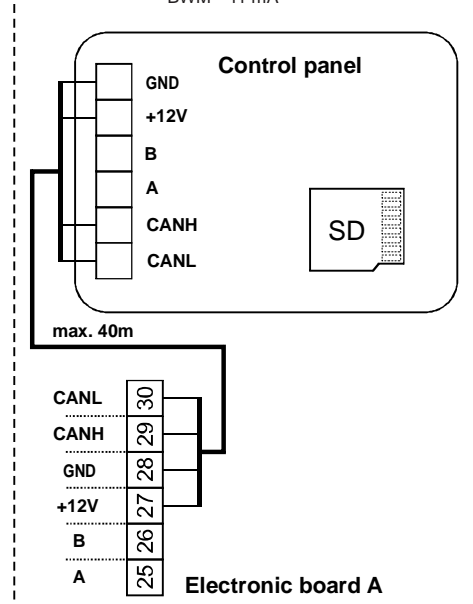 Control panel
GND
+12V
B
A
CANH
CANL
SD
max. 40m
CANL 30
CANH 29
GND 28
+12V 27
B 26
A 25
Electronic board A